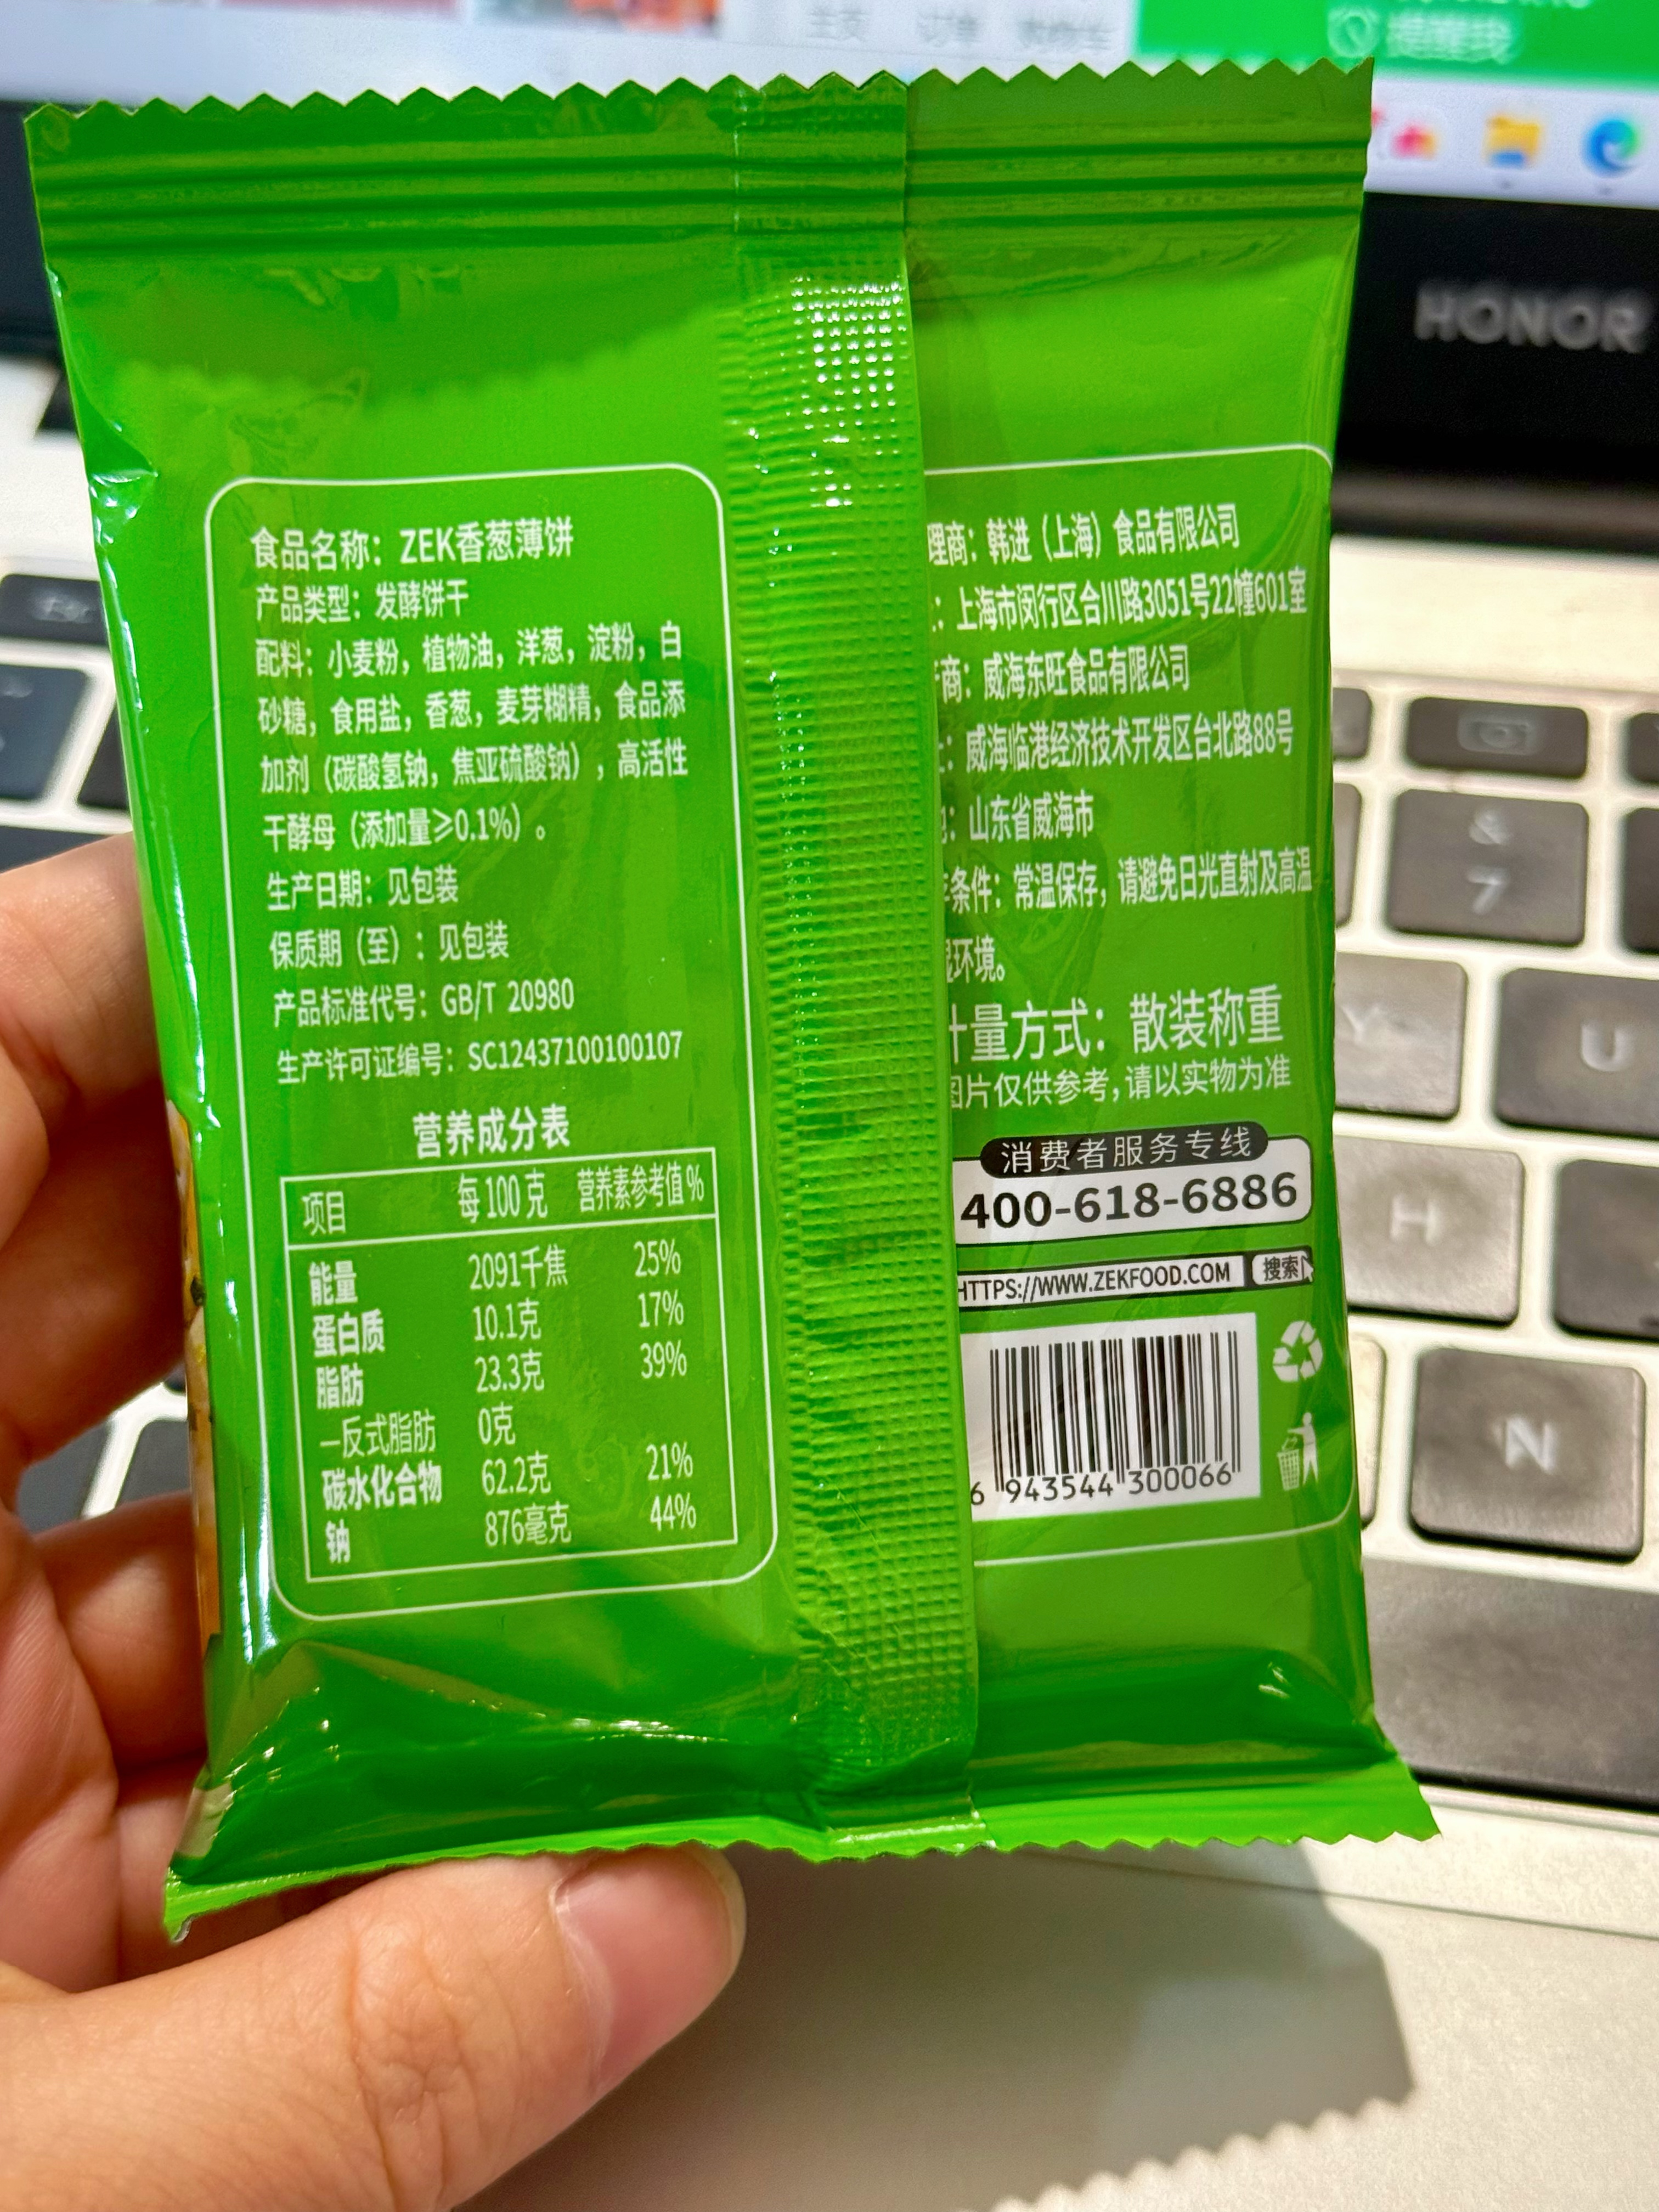 提醒我
HONOR
食品名称：ZEK香葱薄饼
产品类型：发酵饼干
配料：小麦粉，植物油，洋葱，淀粉，白
砂糖，食用盐，香葱，麦芽糊精，食品添
加剂（碳酸氢钠，焦亚硫酸钠），高活性
干酵母（添加量≥0.1%）。
生产日期：见包装
保质期（至）：见包装
产品标准代号：GB/T 20980
生产许可证编号：SC12437100100107
营养成分表
项目 每100克 营养素参考值%
能量 2091千焦 25%
蛋白质 10.1克 17%
脂肪 23.3克 39%
—反式脂肪 0克
碳水化合物 62.2克 21%
钠 876毫克 44%
理商：韩进（上海）食品有限公司
：上海市闵行区合川路3051号22幢601室
商：威海东旺食品有限公司
：威海临港经济技术开发区台北路88号
：山东省威海市
条件：常温保存，请避免日光直射及高温
环境。
计量方式：散装称重
图片仅供参考，请以实物为准
消费者服务专线
400-618-6886
HTTPS://WWW.ZEKFOOD.COM 搜索
6 943544 300066
&
7
Y
U
H
N